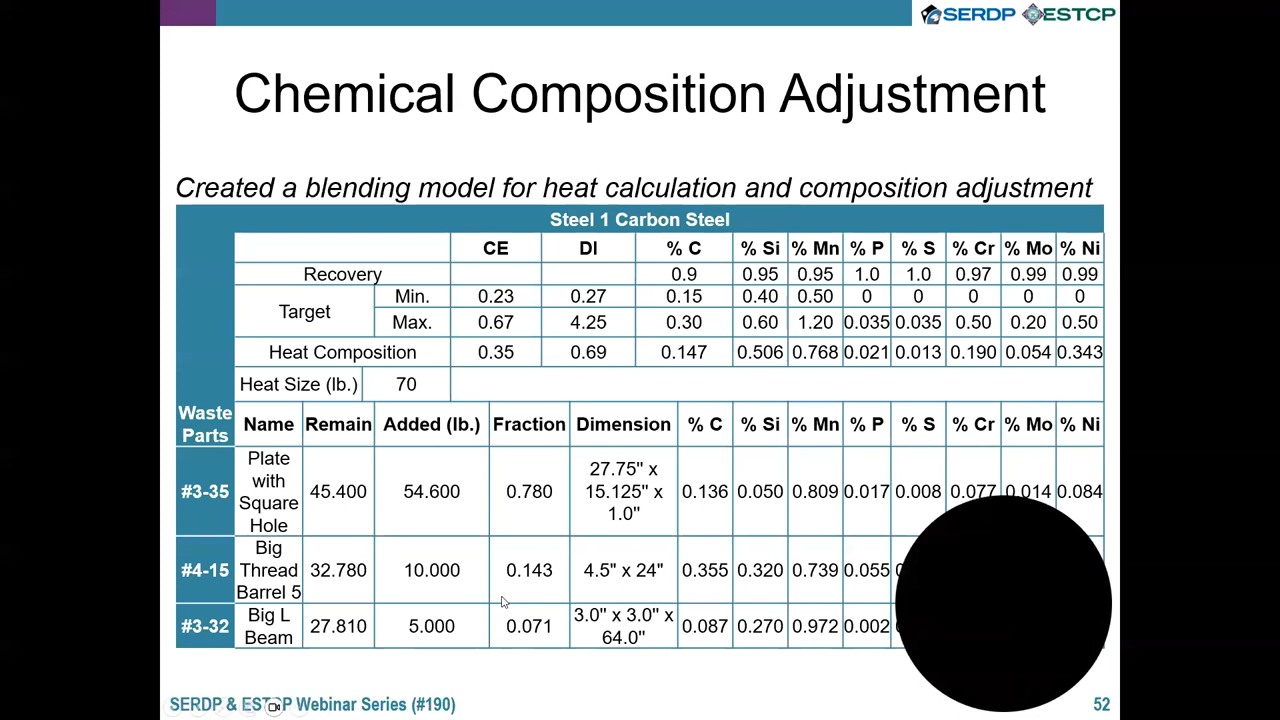 SERDP ESTCP
Chemical Composition Adjustment
Created a blending model for heat calculation and composition adjustment
Steel 1 Carbon Steel
CE DI % C % Si % Mn % P % S % Cr % Mo % Ni
Recovery 0.9 0.95 0.95 1.0 1.0 0.97 0.99 0.99
Target Min. 0.23 0.27 0.15 0.40 0.50 0 0 0 0 0
Max. 0.67 4.25 0.30 0.60 1.20 0.035 0.035 0.50 0.20 0.50
Heat Composition 0.35 0.69 0.147 0.506 0.768 0.021 0.013 0.190 0.054 0.343
Heat Size (lb.) 70
Waste Parts Name Remain Added (lb.) Fraction Dimension % C % Si % Mn % P % S % Cr % Mo % Ni
#3-35 Plate with Square Hole 45.400 54.600 0.780 27.75" x 15.125" x 1.0" 0.136 0.050 0.809 0.017 0.008 0.077 0.014 0.084
#4-15 Big Thread Barrel 5 32.780 10.000 0.143 4.5" x 24" 0.355 0.320 0.739 0.055
#3-32 Big L Beam 27.810 5.000 0.071 3.0" x 3.0" x 64.0" 0.087 0.270 0.972 0.002
SERDP & ESTCP Webinar Series (#190)
52